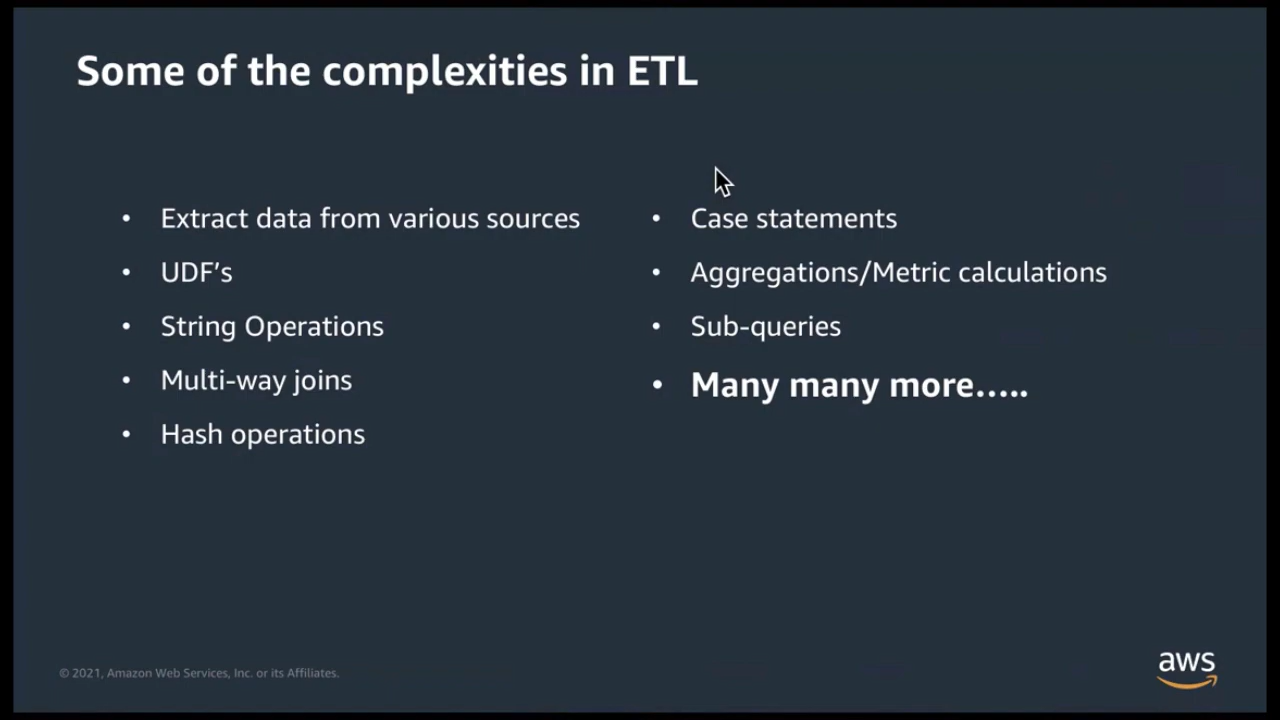 Some of the complexities in ETL
• Extract data from various sources
• UDF’s
• String Operations
• Multi-way joins
• Hash operations
• Case statements
• Aggregations/Metric calculations
• Sub-queries
• Many many more…..
© 2021, Amazon Web Services, Inc. or its Affiliates.
aws